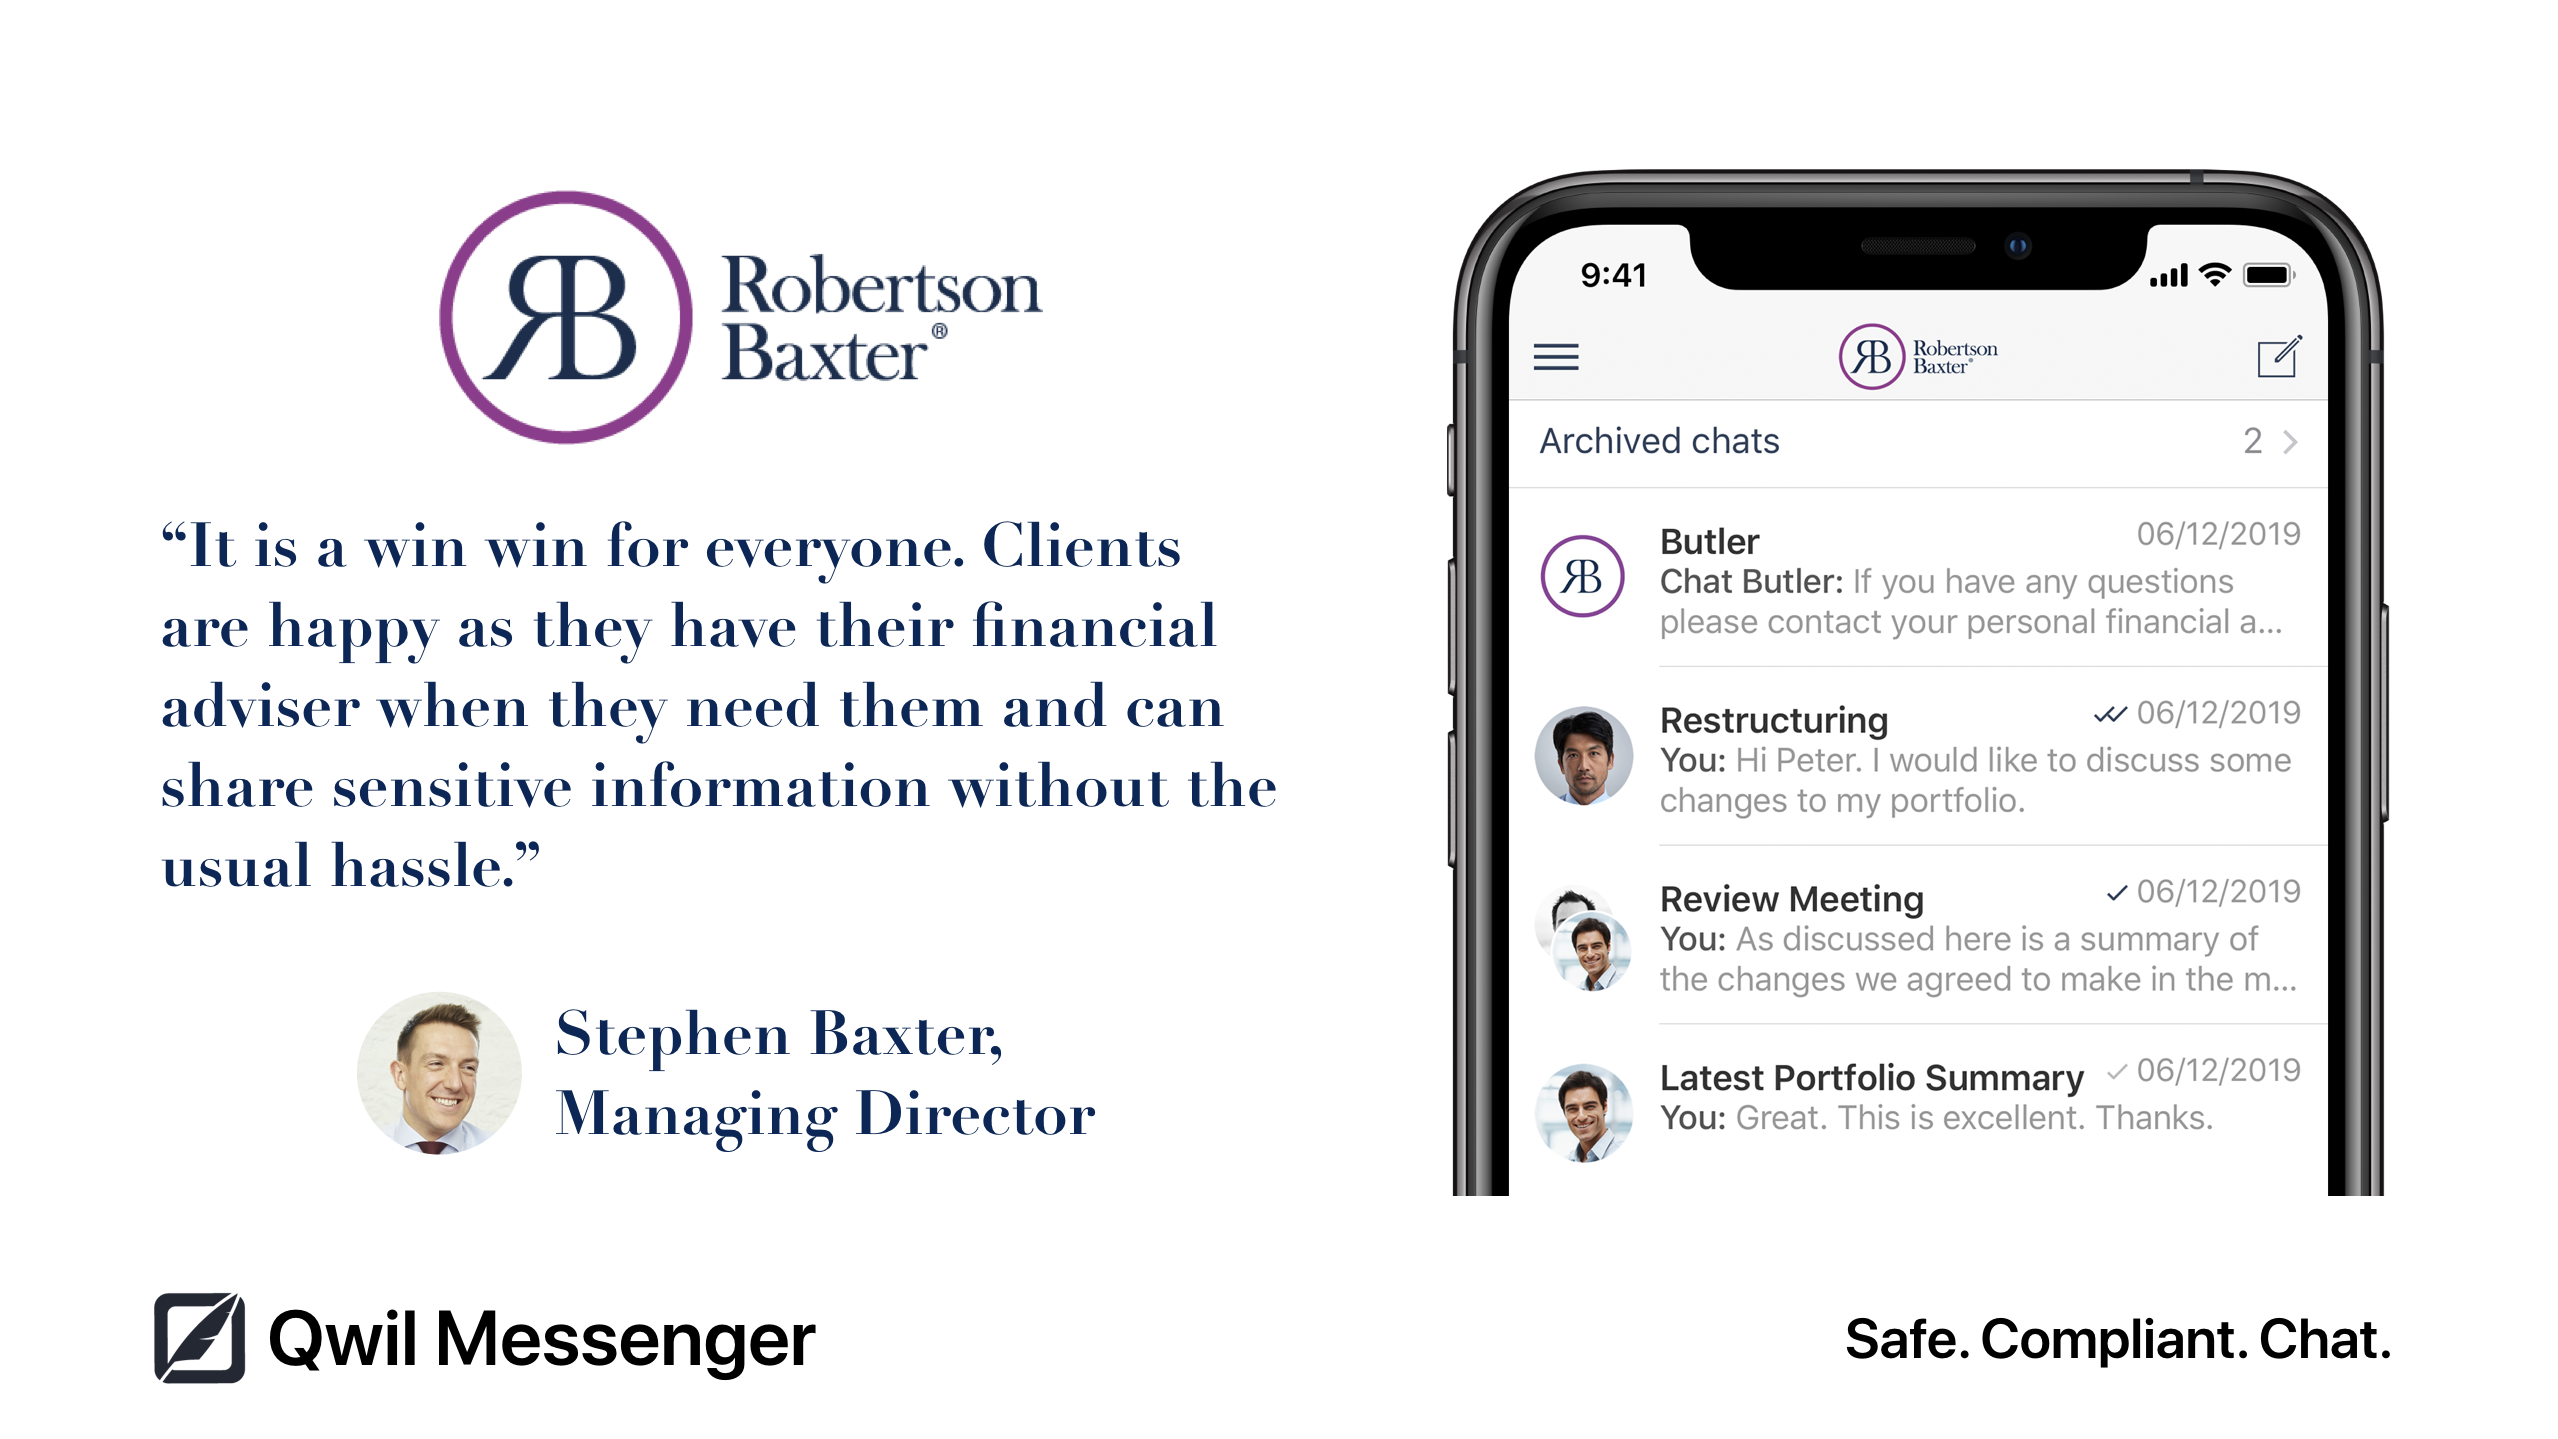 RB
Robertson
Baxter®
“It is a win win for everyone. Clients
are happy as they have their financial
adviser when they need them and can
share sensitive information without the
usual hassle.”
Stephen Baxter,
Managing Director
9:41
RB Robertson
Baxter®
Archived chats 2
RB
Butler 06/12/2019
Chat Butler: If you have any questions
please contact your personal financial a...
Restructuring 06/12/2019
You: Hi Peter. I would like to discuss some
changes to my portfolio.
Review Meeting 06/12/2019
You: As discussed here is a summary of
the changes we agreed to make in the m...
Latest Portfolio Summary 06/12/2019
You: Great. This is excellent. Thanks.
Qwil Messenger
Safe. Compliant. Chat.